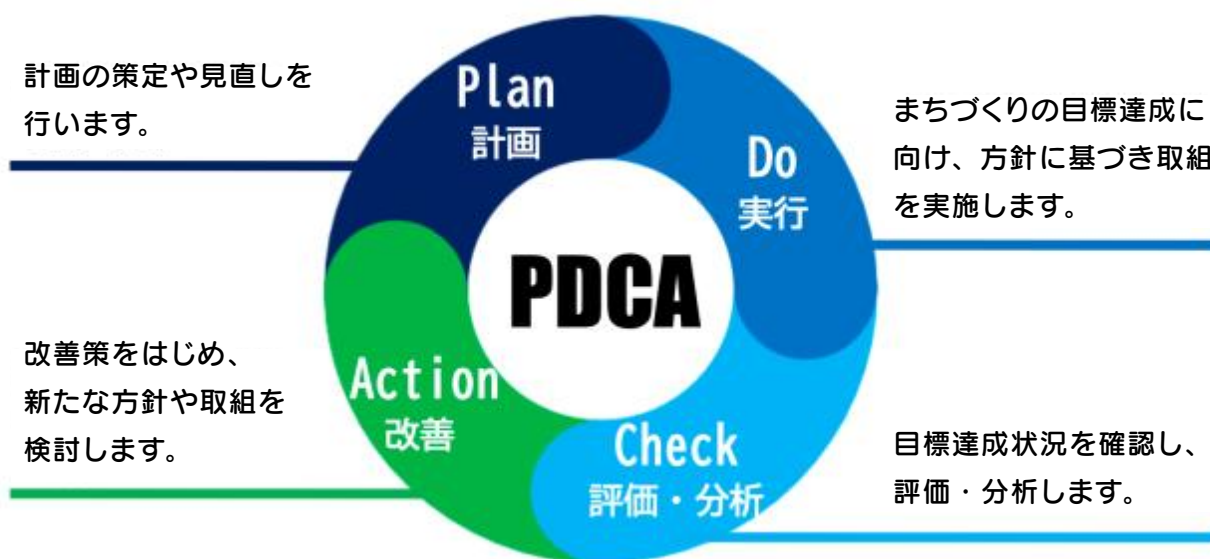 計画の策定や見直しを
行います。
Plan
計画
まちづくりの目標達成に
向け、方針に基づき取組
を実施します。
Do
実行
PDCA
改善策をはじめ、
新たな方針や取組を
検討します。
Action
改善
Check
評価・分析
目標達成状況を確認し、
評価・分析します。